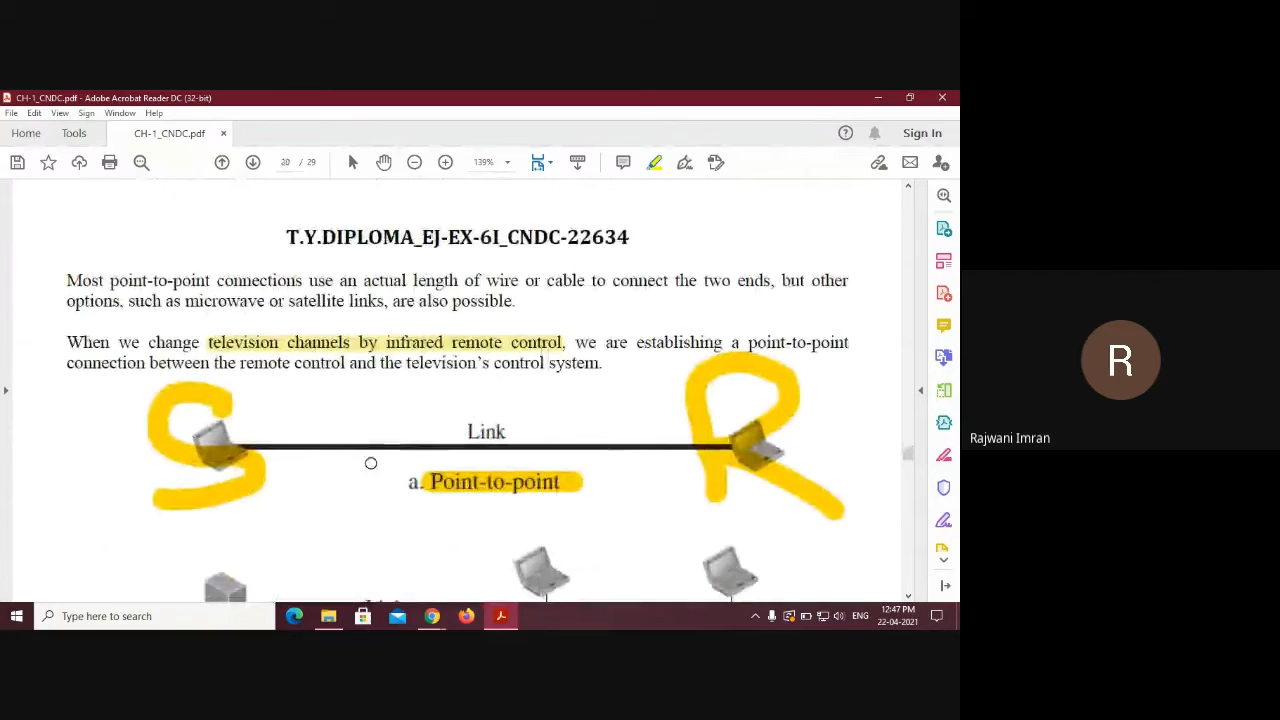 CH-1_CNDC.pdf - Adobe Acrobat Reader DC (32-bit)
File Edit View Sign Window Help
Home Tools CH-1_CNDC.pdf × Sign In
20 / 29 139%
T.Y.DIPLOMA_EJ-EX-6I_CNDC-22634
Most point-to-point connections use an actual length of wire or cable to connect the two ends, but other
options, such as microwave or satellite links, are also possible.
When we change television channels by infrared remote control, we are establishing a point-to-point
connection between the remote control and the television's control system.
S R
Link
a. Point-to-point
R
Rajwani Imran
Type here to search
ENG
12:47 PM
22-04-2021